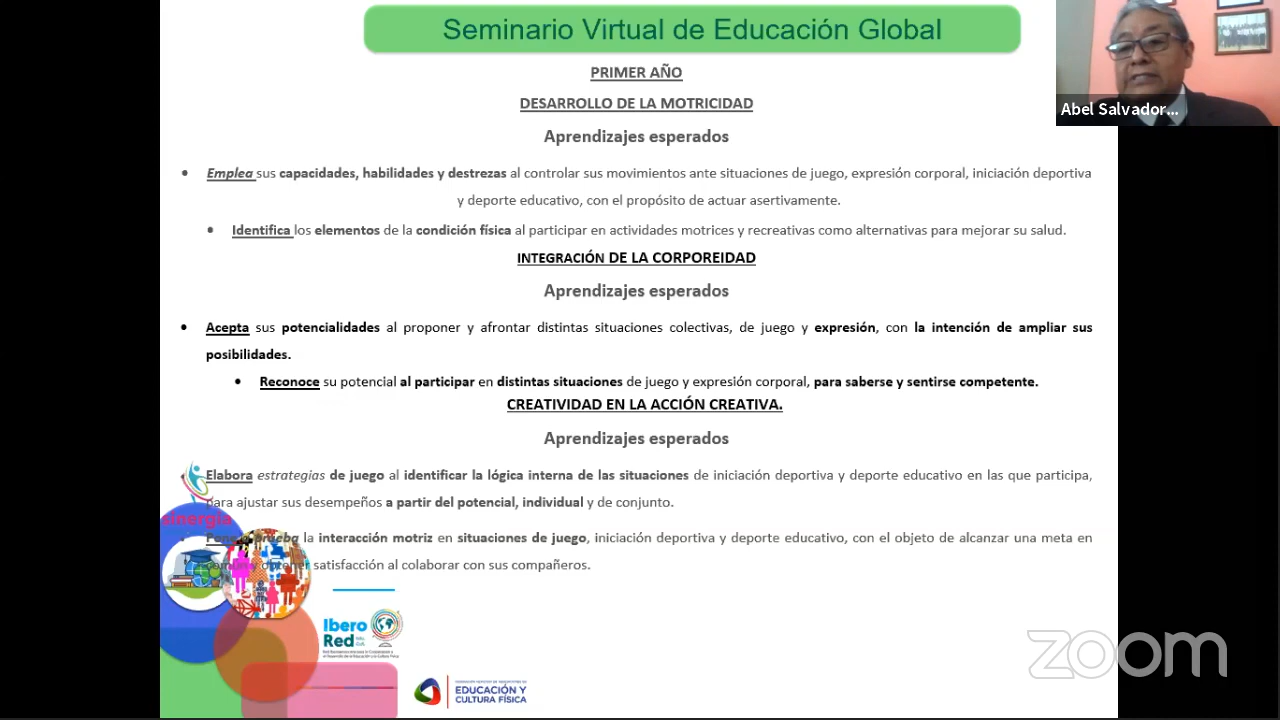 Seminario Virtual de Educación Global
Abel Salvador...
PRIMER AÑO
DESARROLLO DE LA MOTRICIDAD
Aprendizajes esperados
• Emplea sus capacidades, habilidades y destrezas al controlar sus movimientos ante situaciones de juego, expresión corporal, iniciación deportiva
y deporte educativo, con el propósito de actuar asertivamente.
• Identifica los elementos de la condición física al participar en actividades motrices y recreativas como alternativas para mejorar su salud.
INTEGRACIÓN DE LA CORPOREIDAD
Aprendizajes esperados
• Acepta sus potencialidades al proponer y afrontar distintas situaciones colectivas, de juego y expresión, con la intención de ampliar sus
posibilidades.
• Reconoce su potencial al participar en distintas situaciones de juego y expresión corporal, para saberse y sentirse competente.
CREATIVIDAD EN LA ACCIÓN CREATIVA.
Aprendizajes esperados
• Elabora estrategias de juego al identificar la lógica interna de las situaciones de iniciación deportiva y deporte educativo en las que participa,
para ajustar sus desempeños a partir del potencial, individual y de conjunto.
sinergia
Pone a prueba la interacción motriz en situaciones de juego, iniciación deportiva y deporte educativo, con el objeto de alcanzar una meta en
común y obtener satisfacción al colaborar con sus compañeros.
Ibero
Red
EDUCACIÓN Y
CULTURA FÍSICA
zoom